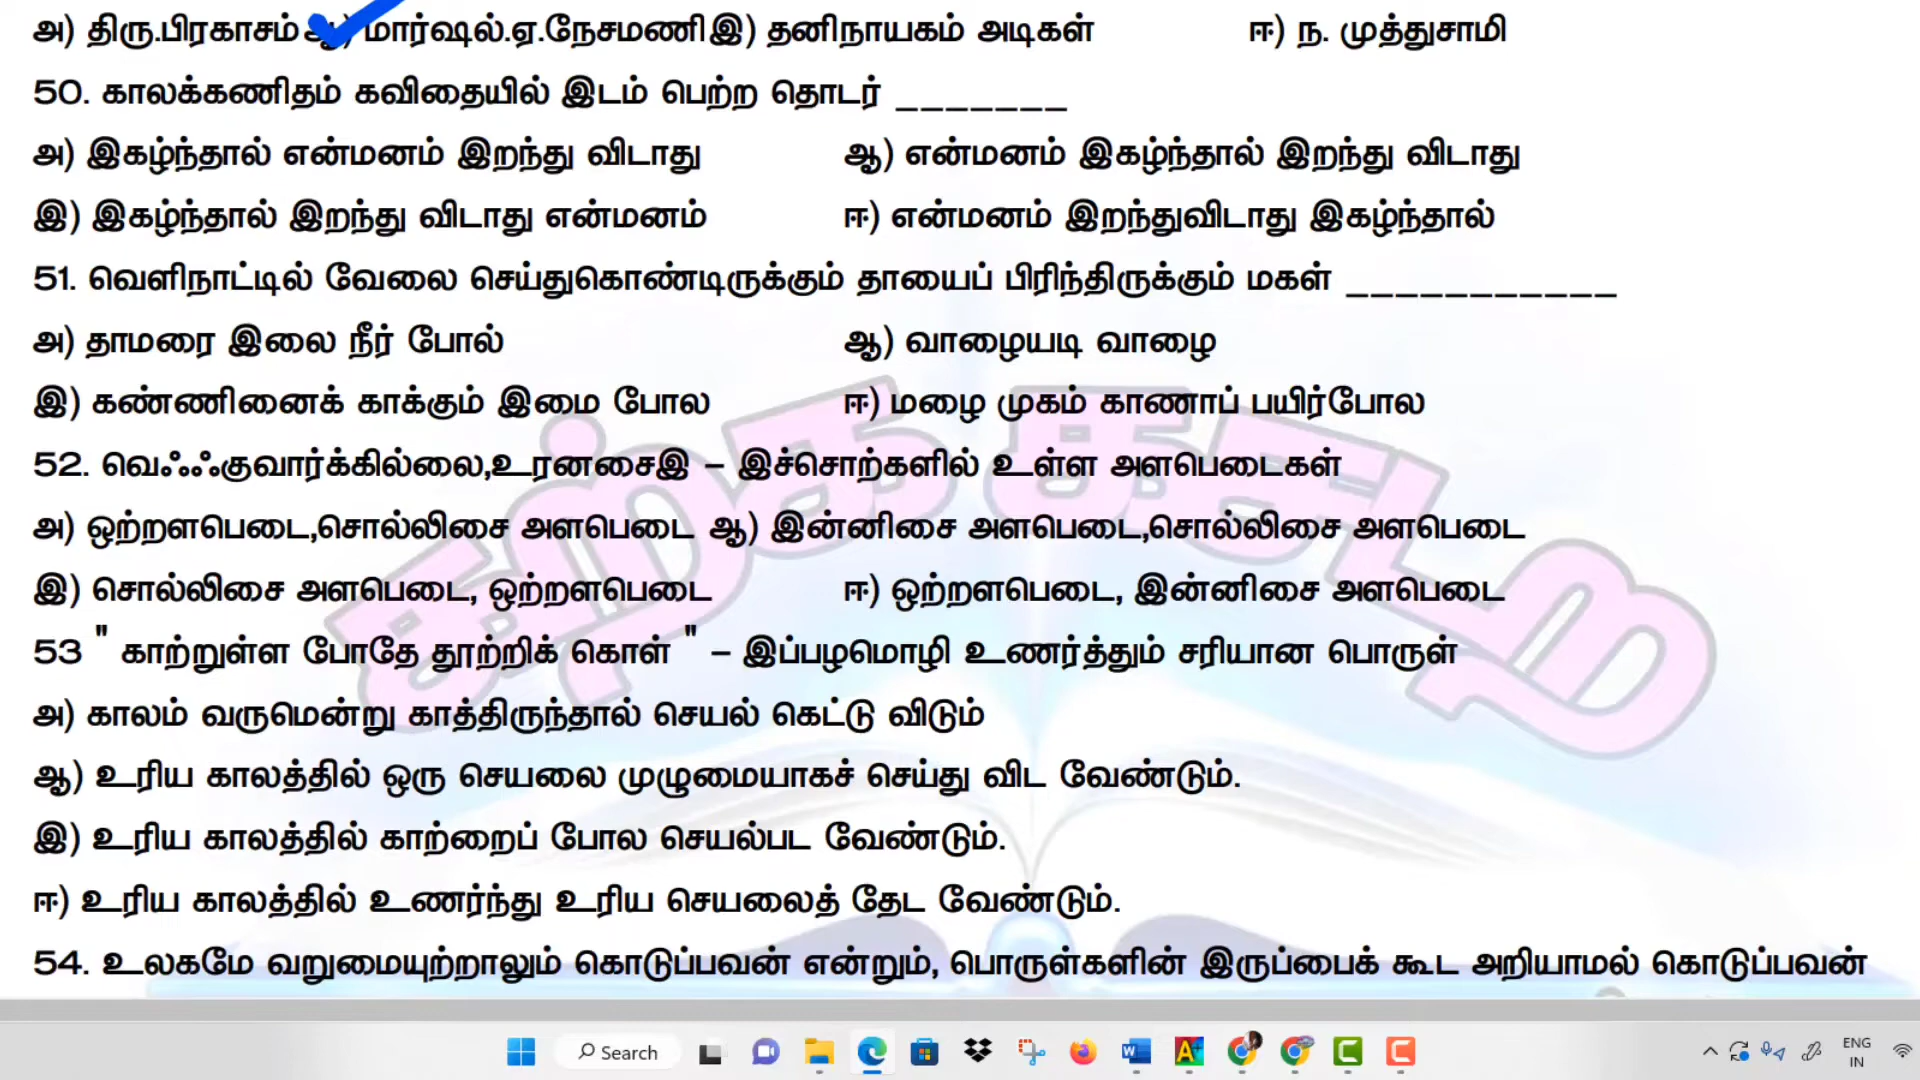 அ) திரு.பிரகாசம் ஆ) மார்ஷல்.ஏ.நேசமணி இ) தனிநாயகம் அடிகள் ஈ) ந. முத்துசாமி
50. காலக்கணிதம் கவிதையில் இடம் பெற்ற தொடர் _______
அ) இகழ்ந்தால் என்மனம் இறந்து விடாது ஆ) என்மனம் இகழ்ந்தால் இறந்து விடாது
இ) இகழ்ந்தால் இறந்து விடாது என்மனம் ஈ) என்மனம் இறந்துவிடாது இகழ்ந்தால்
51. வெளிநாட்டில் வேலை செய்துகொண்டிருக்கும் தாயைப் பிரிந்திருக்கும் மகள் ___________
அ) தாமரை இலை நீர் போல் ஆ) வாழையடி வாழை
இ) கண்ணினைக் காக்கும் இமை போல ஈ) மழை முகம் காணாப் பயிர்போல
52. வெஃஃகுவார்க்கில்லை,உரனசைஇ – இச்சொற்களில் உள்ள அளபெடைகள்
அ) ஒற்றளபெடை,சொல்லிசை அளபெடை ஆ) இன்னிசை அளபெடை,சொல்லிசை அளபெடை
இ) சொல்லிசை அளபெடை, ஒற்றளபெடை ஈ) ஒற்றளபெடை, இன்னிசை அளபெடை
53 " காற்றுள்ள போதே தூற்றிக் கொள் " – இப்பழமொழி உணர்த்தும் சரியான பொருள்
அ) காலம் வருமென்று காத்திருந்தால் செயல் கெட்டு விடும்
ஆ) உரிய காலத்தில் ஒரு செயலை முழுமையாகச் செய்து விட வேண்டும்.
இ) உரிய காலத்தில் காற்றைப் போல செயல்பட வேண்டும்.
ஈ) உரிய காலத்தில் உணர்ந்து உரிய செயலைத் தேட வேண்டும்.
54. உலகமே வறுமையுற்றாலும் கொடுப்பவன் என்றும், பொருள்களின் இருப்பைக் கூட அறியாமல் கொடுப்பவன்
கற்க கசடற
Search
ENG
IN